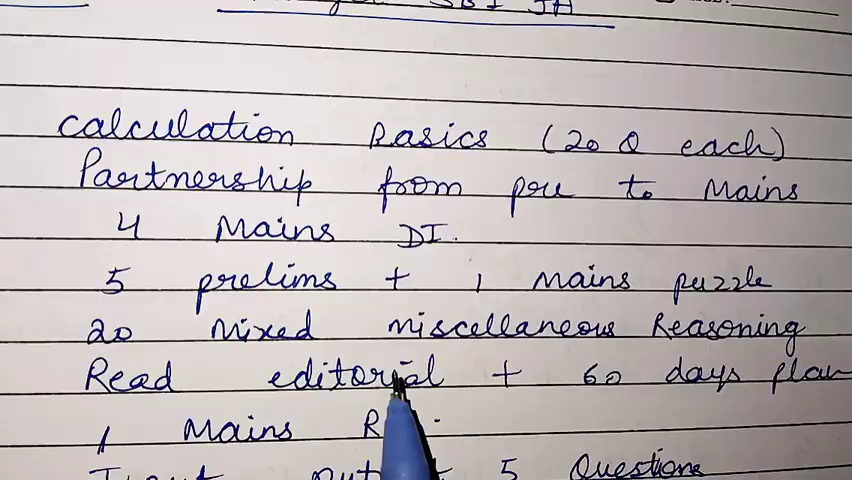 SBI
Calculation Basics (20 Q each)
Partnership from pre to Mains
4 Mains DI.
5 prelims + 1 Mains puzzle
20 Mixed miscellaneous Reasoning
Read editorial + 60 days plan
1 Mains
5 Questions